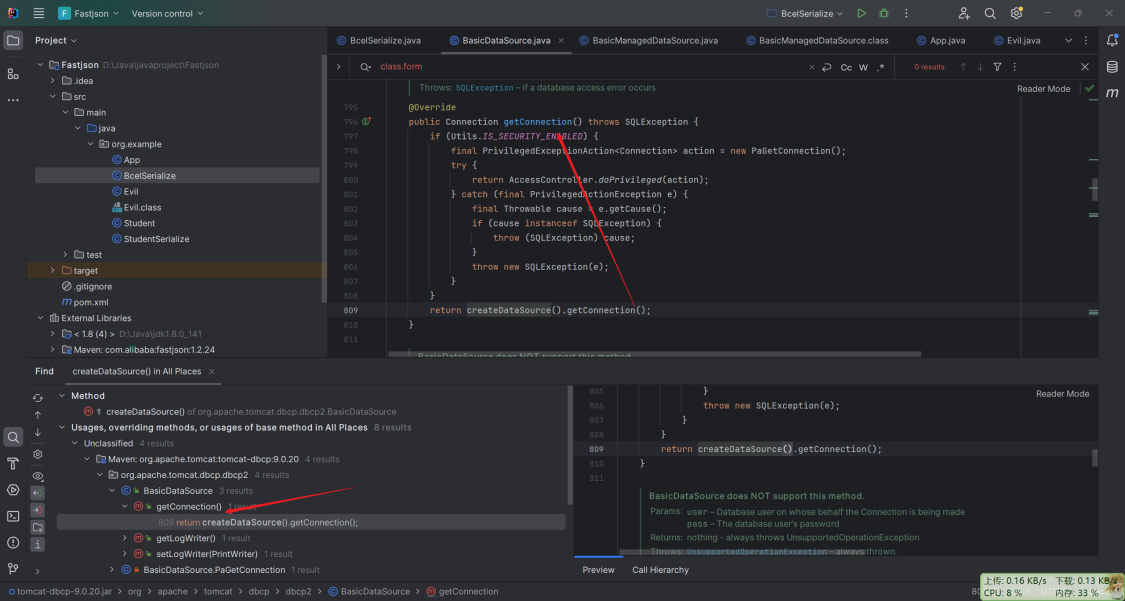 Fastjson
Version control
BcelSerialize
Project
BcelSerialize.java
BasicDataSource.java
BasicManagedDataSource.java
BasicManagedDataSource.class
App.java
Evil.java
class.form
Cc
W
.*
0 results
Fastjson D:\Java\javaproject\Fastjson
.idea
src
main
java
org.example
App
BcelSerialize
Evil
Evil.class
Student
StudentSerialize
test
target
.gitignore
pom.xml
External Libraries
< 1.8 (4) > D:\Java\jdk1.8.0_141
Maven: com.alibaba:fastjson:1.2.24
Throws: SQLException – if a database access error occurs
Reader Mode
795 @Override
796 public Connection getConnection() throws SQLException {
797 if (Utils.IS_SECURITY_ENABLED) {
798 final PrivilegedExceptionAction<Connection> action = new PaGetConnection();
799 try {
800 return AccessController.doPrivileged(action);
801 } catch (final PrivilegedActionException e) {
802 final Throwable cause = e.getCause();
803 if (cause instanceof SQLException) {
804 throw (SQLException) cause;
805 }
806 throw new SQLException(e);
807 }
808 }
809 return createDataSource().getConnection();
810 }
811
BasicDataSource does NOT support this method.
Find
createDataSource() in All Places
Method
createDataSource() of org.apache.tomcat.dbcp.dbcp2.BasicDataSource
Usages, overriding methods, or usages of base method in All Places 8 results
Unclassified 4 results
Maven: org.apache.tomcat:tomcat-dbcp:9.0.20 4 results
org.apache.tomcat.dbcp.dbcp2 4 results
BasicDataSource 3 results
getConnection() 1 result
809 return createDataSource().getConnection();
getLogWriter() 1 result
setLogWriter(PrintWriter) 1 result
BasicDataSource.PaGetConnection 1 result
805 }
Reader Mode
806 throw new SQLException(e);
807 }
808 }
809 return createDataSource().getConnection();
810 }
811
BasicDataSource does NOT support this method.
Params: user – Database user on whose behalf the Connection is being made
pass – The database user's password
Returns: nothing - always throws UnsupportedOperationException
Throws: UnsupportedOperationException – always thrown.
Preview
Call Hierarchy
tomcat-dbcp-9.0.20.jar > org > apache > tomcat > dbcp > dbcp2 > BasicDataSource > getConnection
上传: 0.16 KB/s 下载: 0.13 KB/s
CPU: 8 % 内存: 33 %